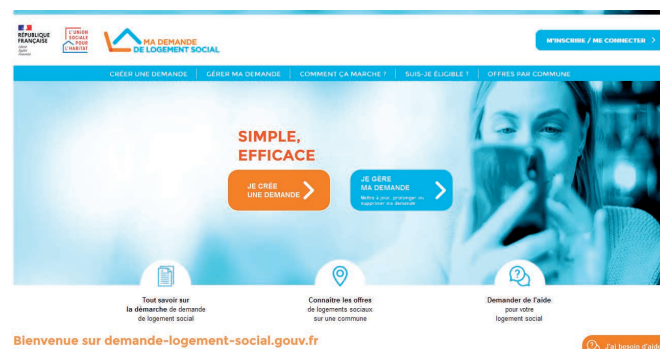 RÉPUBLIQUE
FRANÇAISE
Liberté
Égalité
Fraternité
L'UNION
SOCIALE
POUR
L'HABITAT
MA DEMANDE
DE LOGEMENT SOCIAL
M'INSCRIRE / ME CONNECTER
CRÉER UNE DEMANDE
GÉRER MA DEMANDE
COMMENT ÇA MARCHE ?
SUIS-JE ÉLIGIBLE ?
OFFRES PAR COMMUNE
SIMPLE,
EFFICACE
JE CRÉE
UNE DEMANDE
JE GÈRE
MA DEMANDE
Mettre à jour, prolonger ou
supprimer ma demande
Tout savoir sur
la démarche de demande
de logement social
Connaitre les offres
de logements sociaux
sur une commune
Demander de l'aide
pour votre
logement social
Bienvenue sur demande-logement-social.gouv.fr
J'ai besoin d'aide